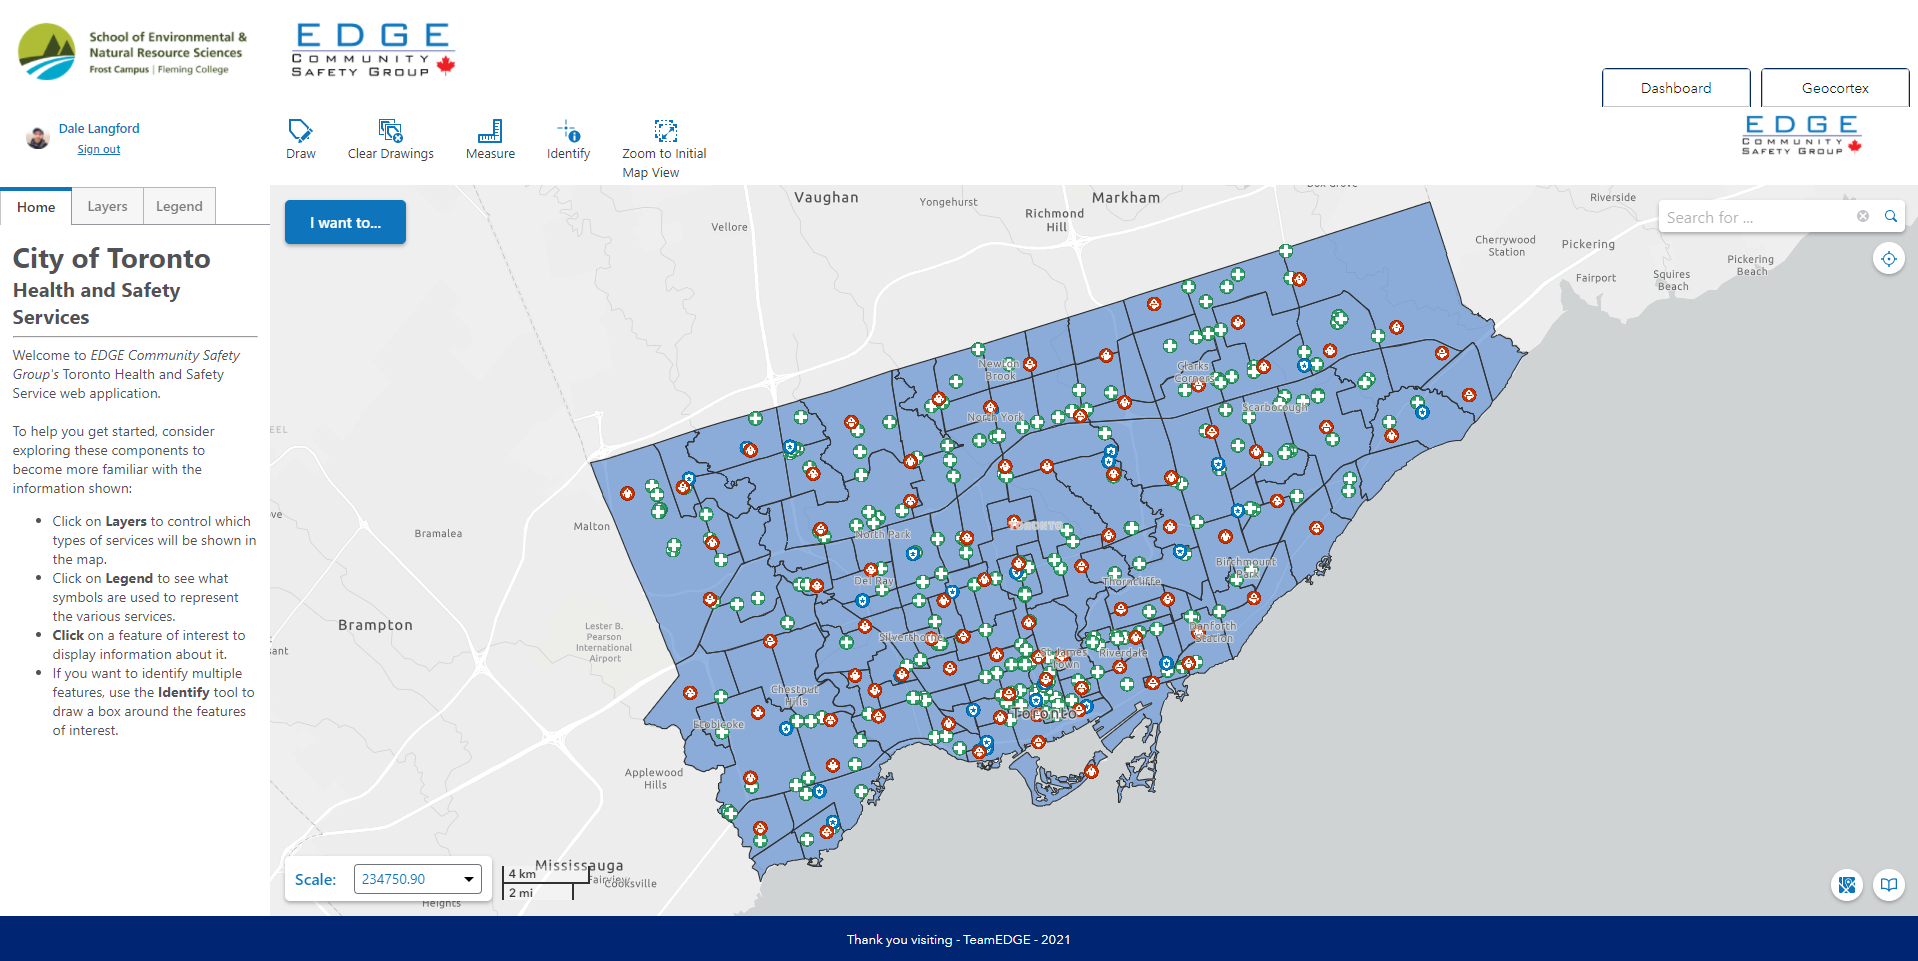 School of Environmental &
Natural Resource Sciences
Frost Campus | Fleming College
EDGE
COMMUNITY
SAFETY GROUP
Dashboard
Geocortex
EDGE
COMMUNITY
SAFETY GROUP
Dale Langford
Sign out
Draw
Clear Drawings
Measure
Identify
Zoom to Initial
Map View
Home
Layers
Legend
I want to...
Search for ...
City of Toronto
Health and Safety
Services
Welcome to EDGE Community Safety
Group's Toronto Health and Safety
Service web application.
To help you get started, consider
exploring these components to
become more familiar with the
information shown:
Click on Layers to control which
types of services will be shown in
the map.
Click on Legend to see what
symbols are used to represent
the various services.
Click on a feature of interest to
display information about it.
If you want to identify multiple
features, use the Identify tool to
draw a box around the features
of interest.
Vaughan
Yongehurst
Markham
Richmond
Hill
Vellore
Riverside
Cherrywood
Station
Pickering
Fairport
Squires
Beach
Pickering
Beach
Newton
Brook
North York
Clarks
Corners
Scarborough
Malton
Bramalea
North Park
Del Ray
Thorncliffe
Birchmount
Park
Brampton
Lester B.
Pearson
International
Airport
Silverthorn
St. James
Town
Riverdale
Danforth
Station
Chestnut
Hills
Etobicoke
Toronto
Applewood
Hills
Mississauga
Fairview
Cooksville
Heights
Scale:
234750.90
4 km
2 mi
Thank you visiting - TeamEDGE - 2021